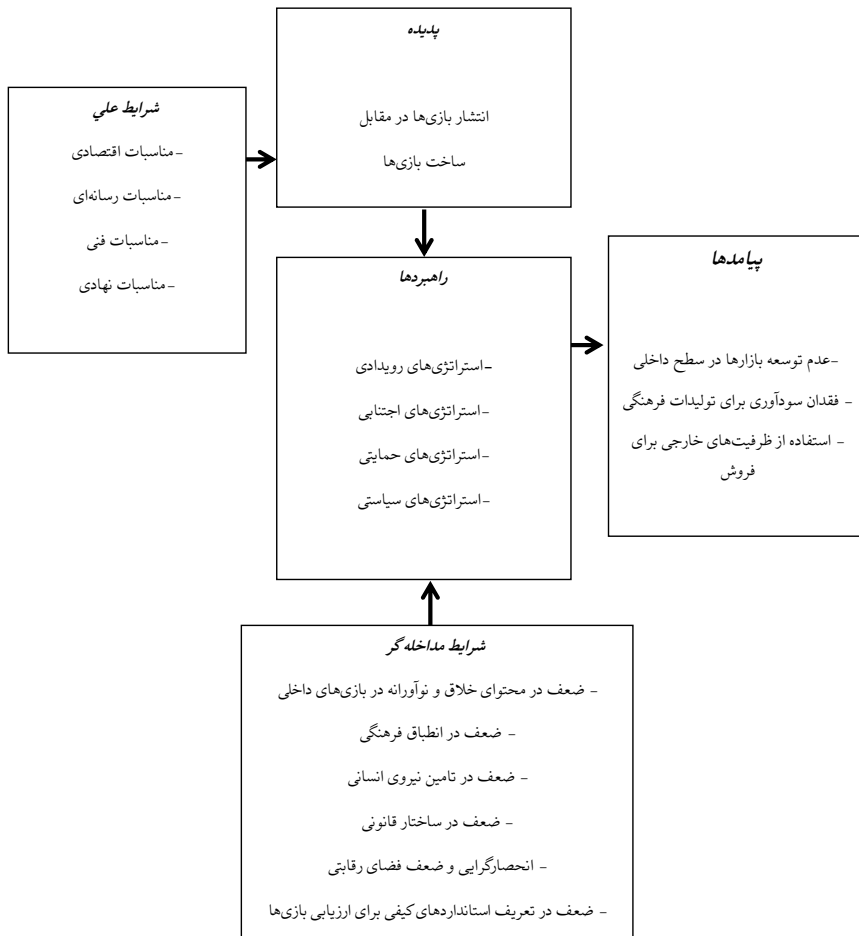 پدیده
انتشار بازی‌ها در مقابل
ساخت بازی‌ها
شرایط علي
-مناسبات اقتصادی
-مناسبات رسانه‌ای
-مناسبات فنی
-مناسبات نهادی
راهبردها
-استراتژی‌های رویدادی
-استراتژی‌های اجتنابی
-استراتژی‌های حمایتی
-استراتژی‌های سیاستی
پیامدها
-عدم توسعه بازارها در سطح داخلی
- فقدان سودآوری برای تولیدات فرهنگی
- استفاده از ظرفیت‌های خارجی برای
فروش
شرایط مداخله گر
- ضعف در محتوای خلاق و نوآورانه در بازی‌های داخلی
- ضعف در انطباق فرهنگی
- ضعف در تامین نیروی انسانی
- ضعف در ساختار قانونی
- انحصارگرایی و ضعف فضای رقابتی
- ضعف در تعریف استانداردهای کیفی برای ارزیابی بازی‌ها